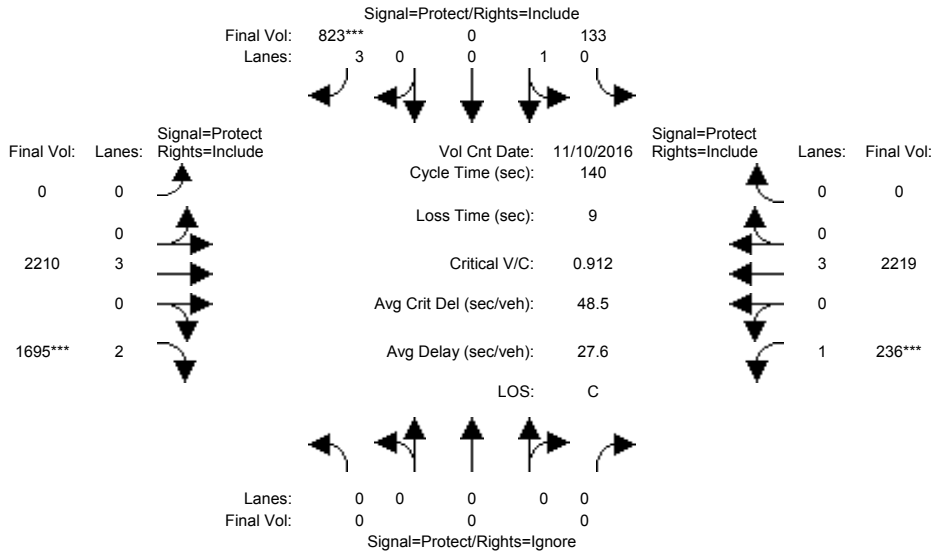 Signal=Protect/Rights=Include
Final Vol: 823*** 0 133
Lanes: 3 0 0 1 0
Signal=Protect Signal=Protect
Final Vol: Lanes: Rights=Include Vol Cnt Date: 11/10/2016 Rights=Include Lanes: Final Vol:
Cycle Time (sec): 140
0 0 0 0
Loss Time (sec): 9
0 0
2210 3 Critical V/C: 0.912 3 2219
0 Avg Crit Del (sec/veh): 48.5 0
1695*** 2 Avg Delay (sec/veh): 27.6 1 236***
LOS: C
Lanes: 0 0 0 0 0
Final Vol: 0 0 0
Signal=Protect/Rights=Ignore